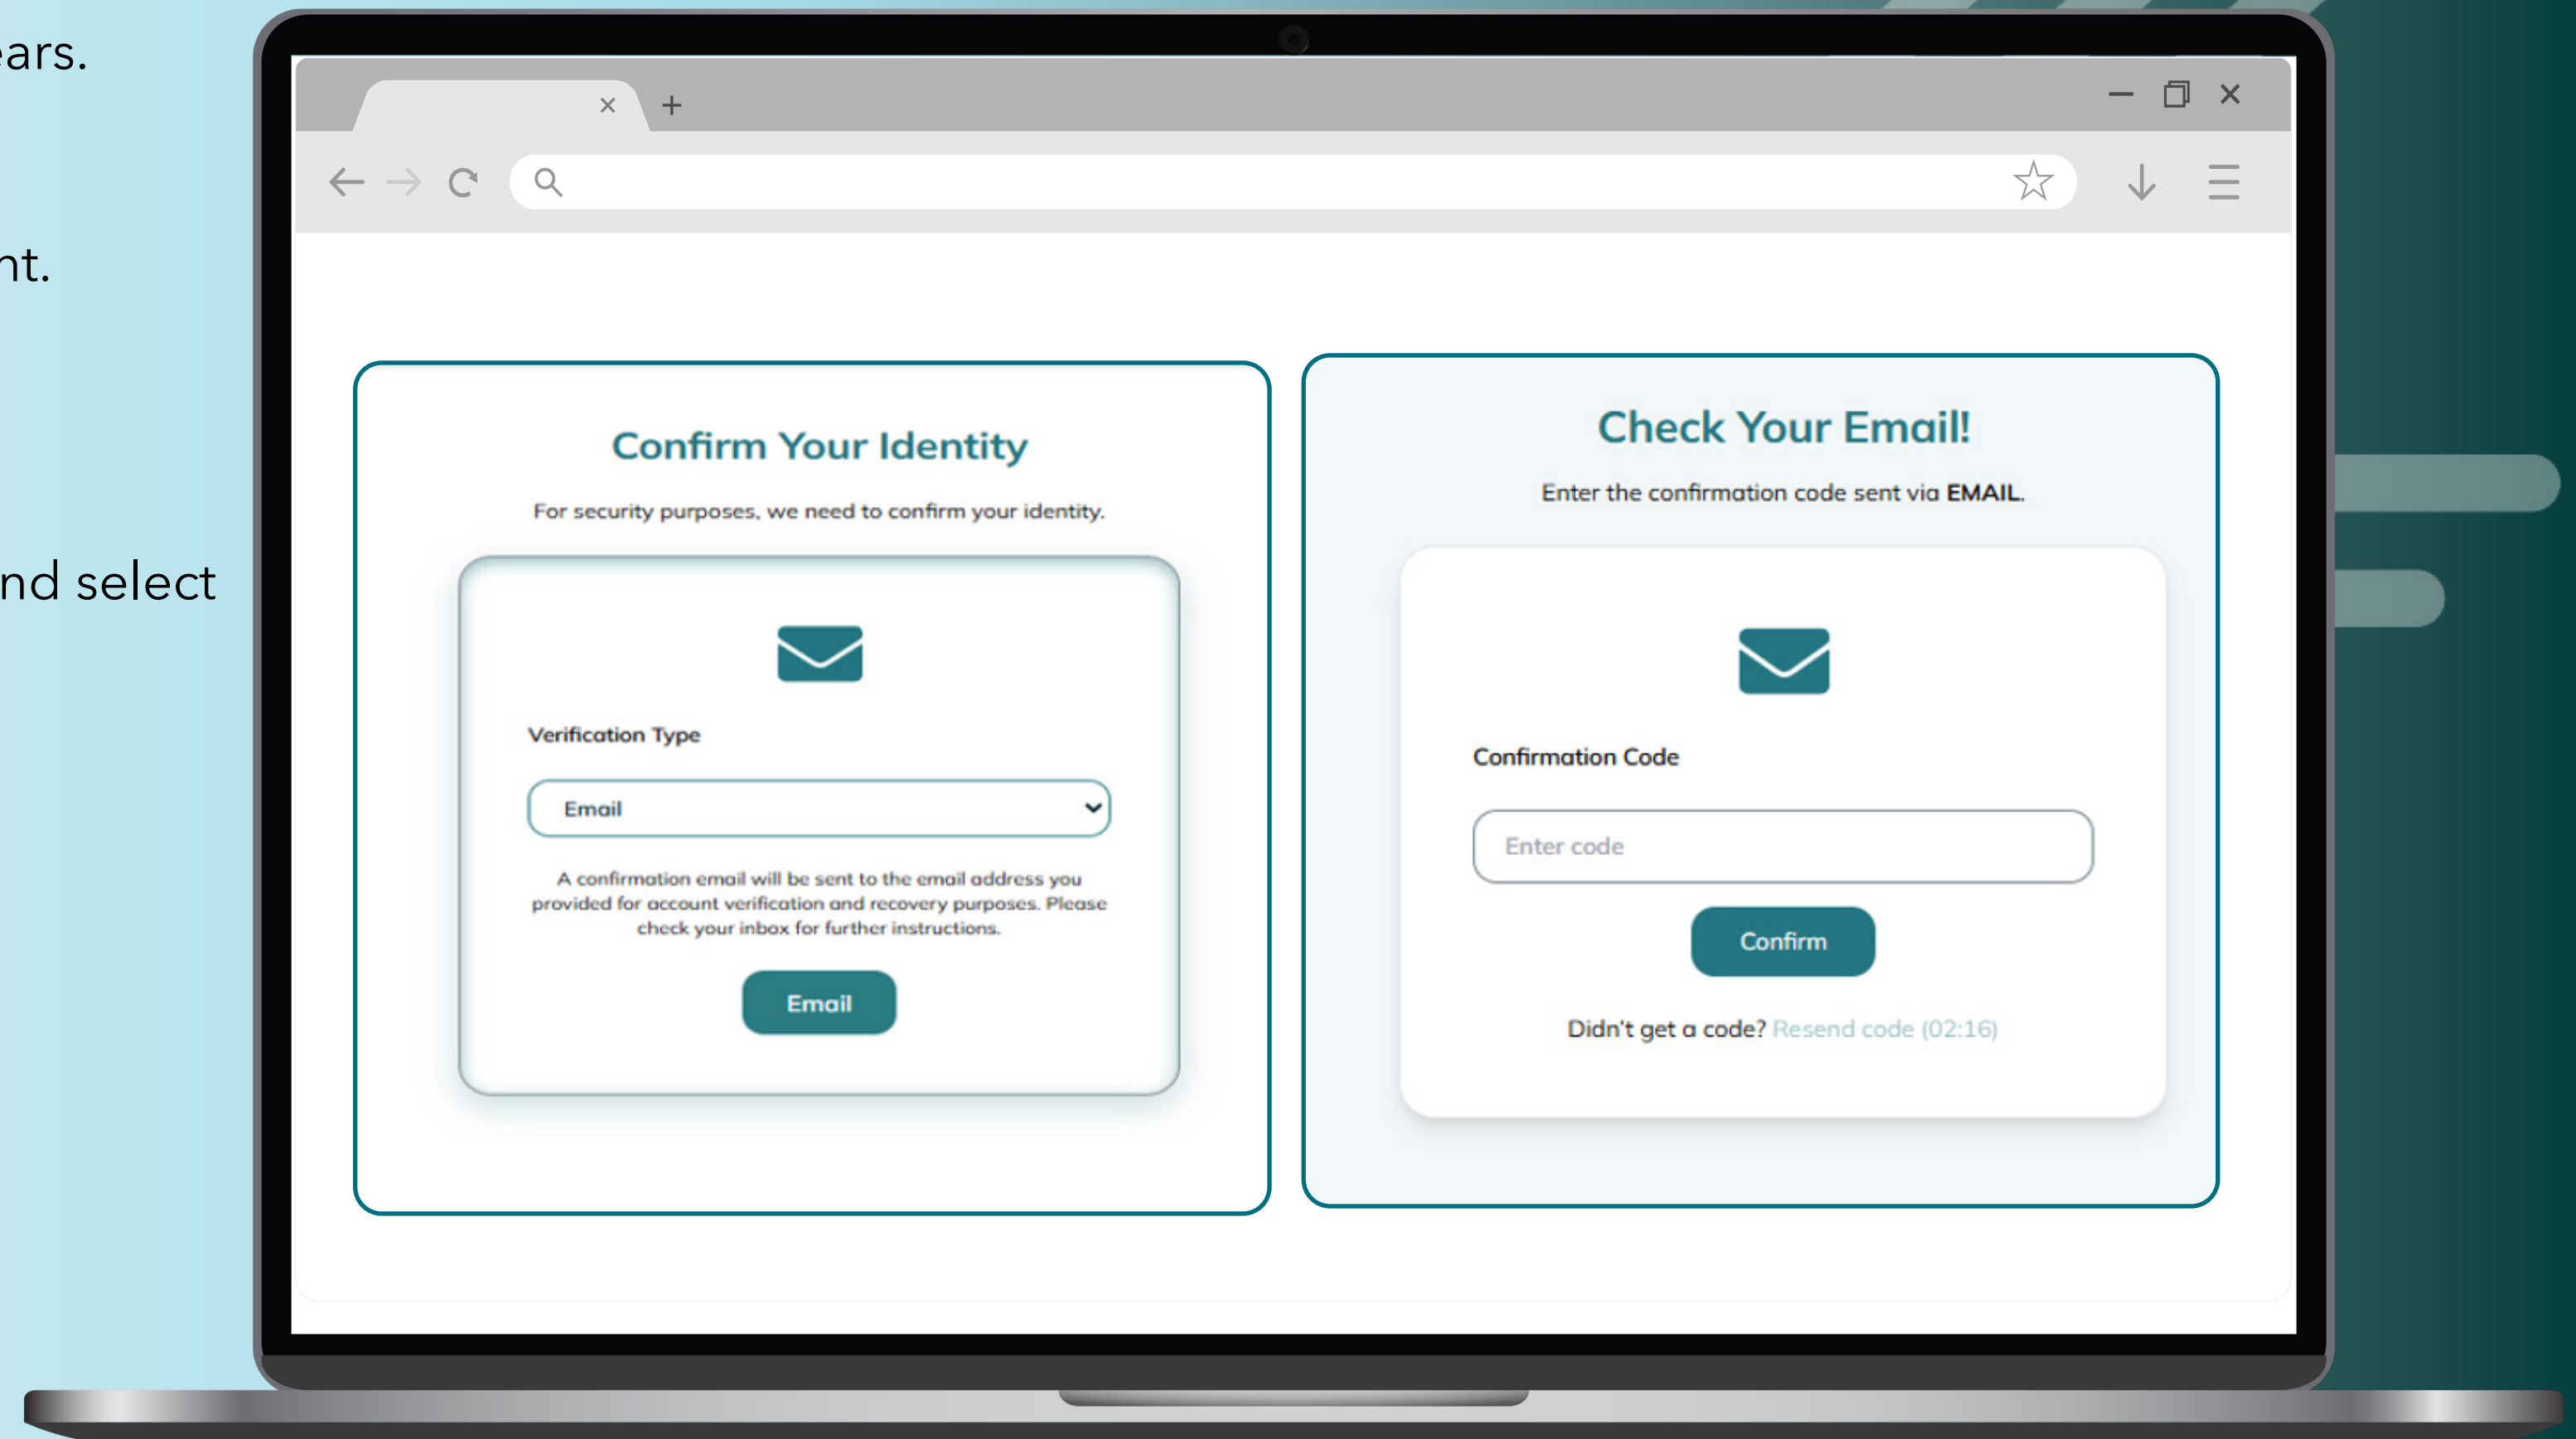 nd select
Confirm Your Identity
For security purposes, we need to confirm your identity.
Verification Type
Email
A confirmation email will be sent to the email address you
provided for account verification and recovery purposes. Please
check your inbox for further instructions.
Email
Check Your Email!
Enter the confirmation code sent via EMAIL.
Confirmation Code
Enter code
Confirm
Didn't get a code? Resend code (02:16)